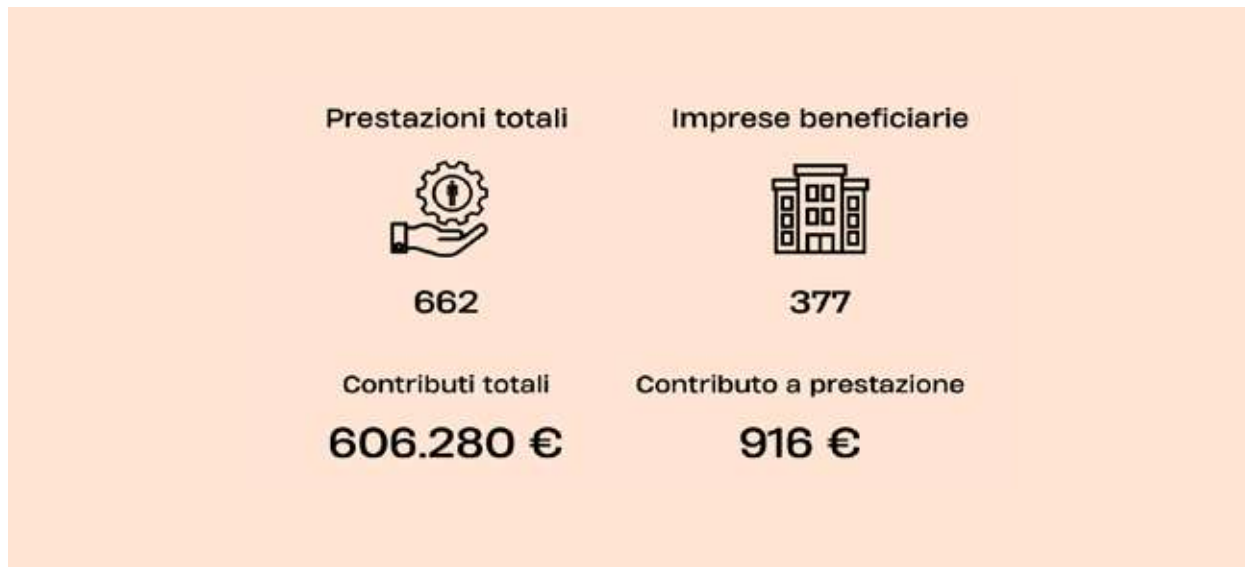 Prestazioni totali
Imprese beneficiarie
662
377
Contributi totali
Contributo a prestazione
606.280 €
916 €